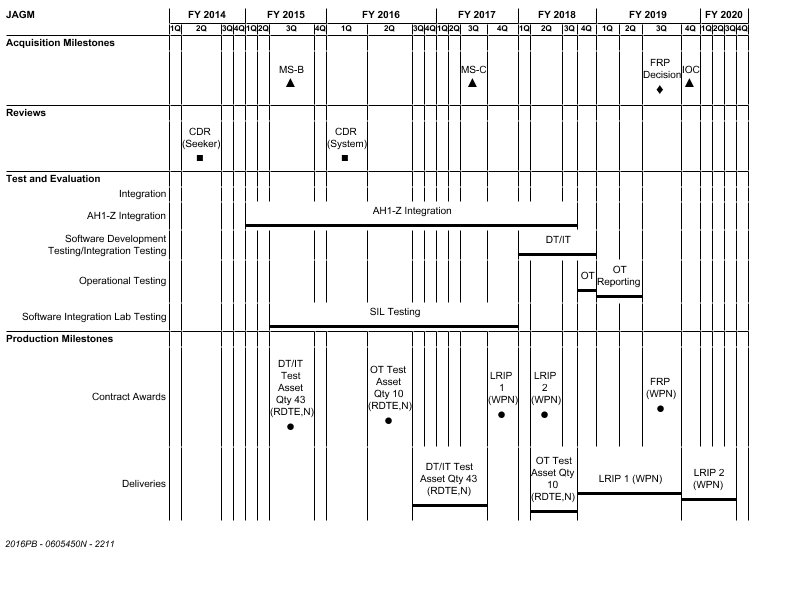 JAGM FY 2014 FY 2015 FY 2016 FY 2017 FY 2018 FY 2019 FY 2020
1Q 2Q 3Q 4Q 1Q 2Q 3Q 4Q 1Q 2Q 3Q 4Q 1Q 2Q 3Q 4Q 1Q 2Q 3Q 4Q 1Q 2Q 3Q 4Q 1Q 2Q 3Q 4Q
Acquisition Milestones
MS-B
MS-C
FRP
Decision
IOC
Reviews
CDR
(Seeker)
CDR
(System)
Test and Evaluation
Integration
AH1-Z Integration
AH1-Z Integration
Software Development
Testing/Integration Testing
DT/IT
Operational Testing
OT
OT
Reporting
Software Integration Lab Testing
SIL Testing
Production Milestones
Contract Awards
DT/IT
Test
Asset
Qty 43
(RDTE,N)
OT Test
Asset
Qty 10
(RDTE,N)
LRIP
1
(WPN)
LRIP
2
(WPN)
FRP
(WPN)
Deliveries
DT/IT Test
Asset Qty 43
(RDTE,N)
OT Test
Asset Qty
10
(RDTE,N)
LRIP 1 (WPN)
LRIP 2
(WPN)
2016PB - 0605450N - 2211